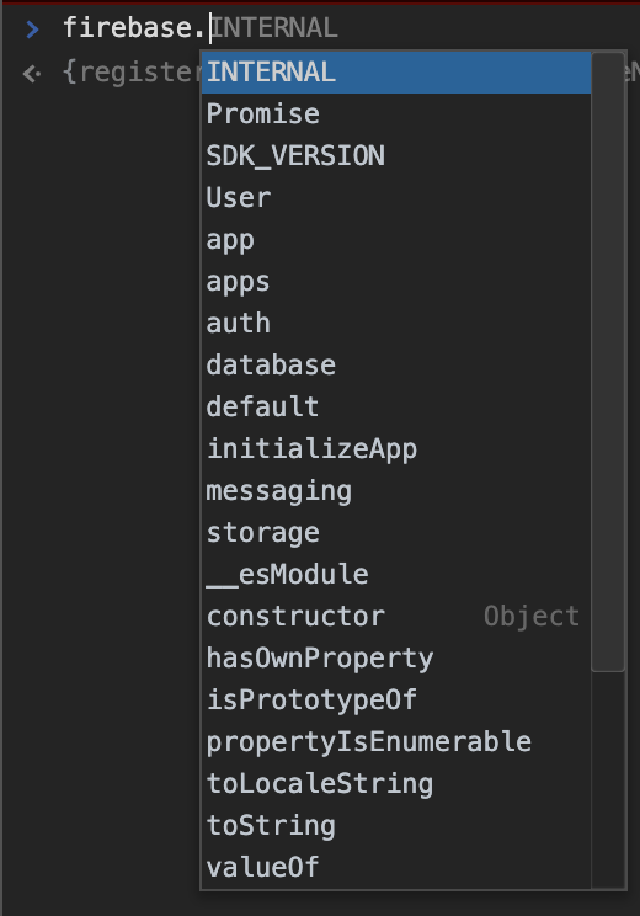 firebase.INTERNAL
{register
INTERNAL
Promise
SDK_VERSION
User
app
apps
auth
database
default
initializeApp
messaging
storage
__esModule
constructor Object
hasOwnProperty
isPrototypeOf
propertyIsEnumerable
toLocaleString
toString
valueOf